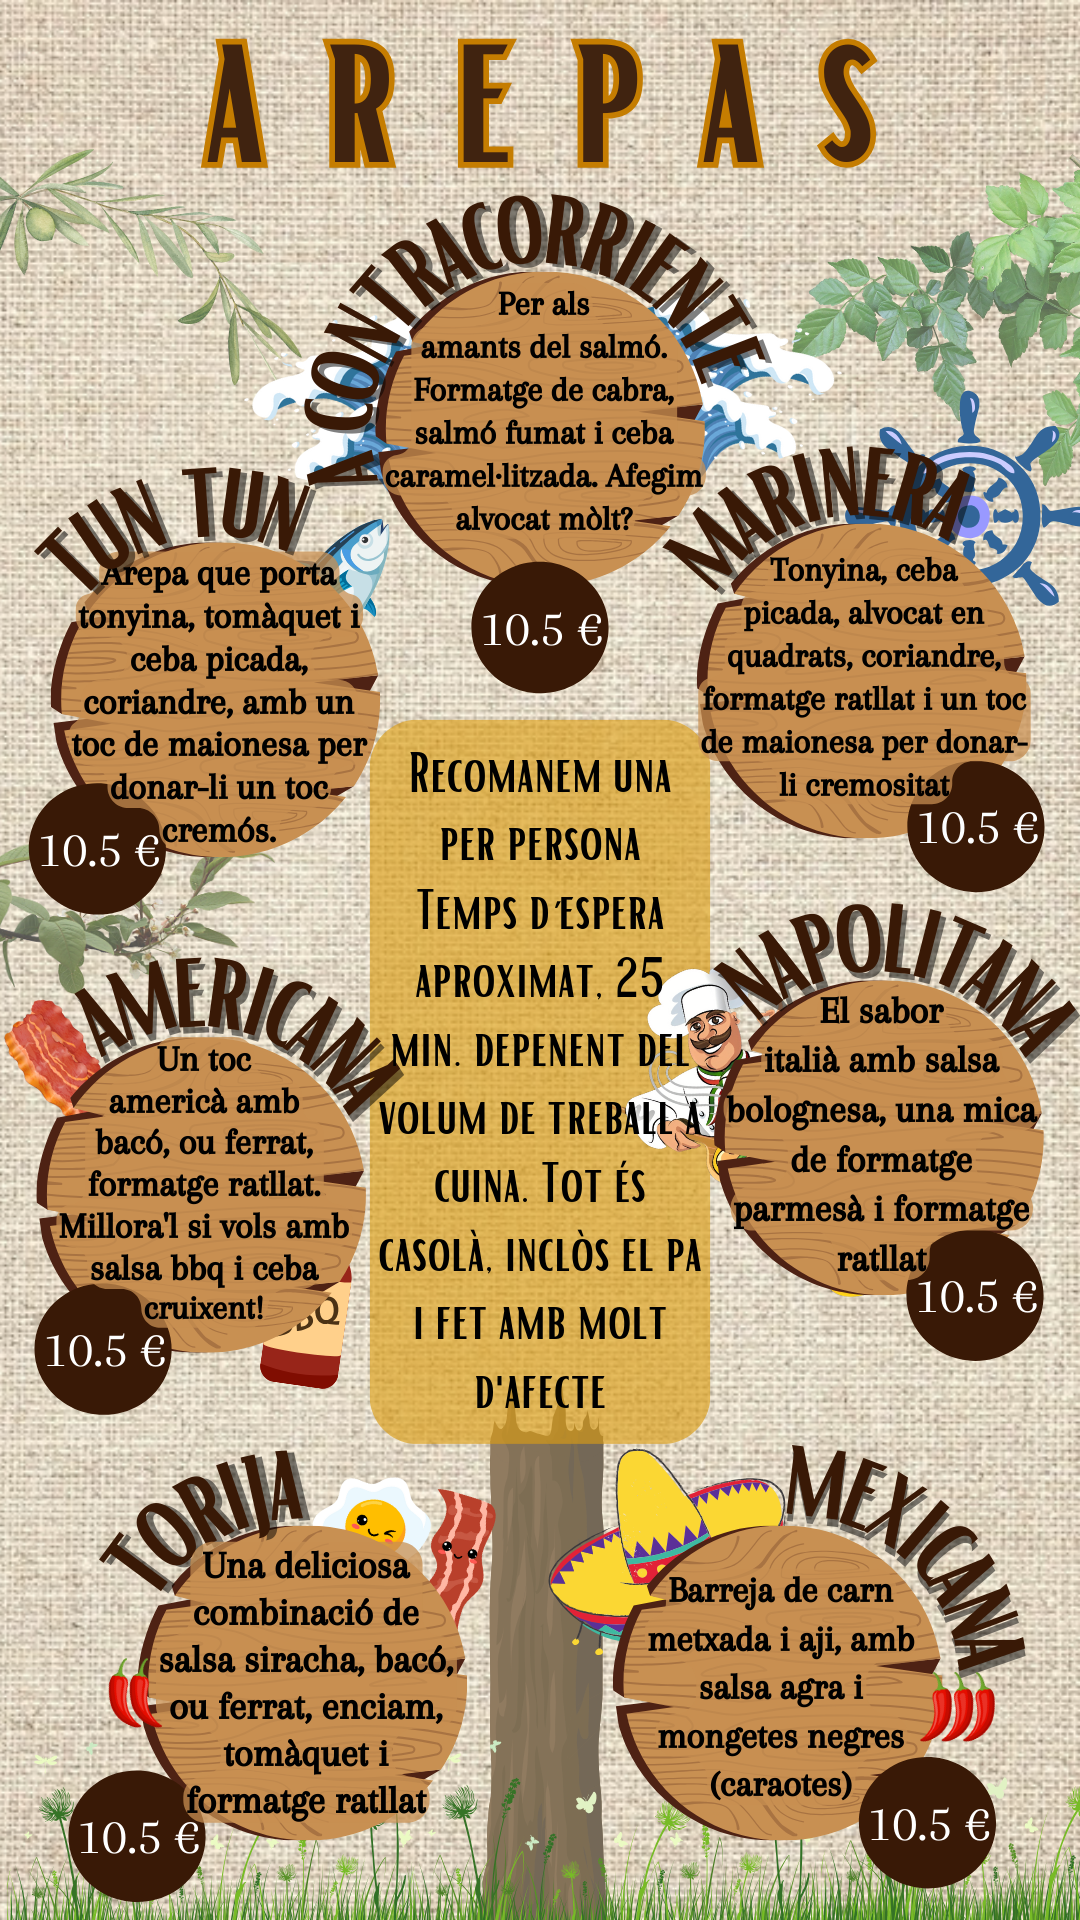 AREPAS
A CONTRACORRIENTE
Per als
amants del salmó.
Formatge de cabra,
salmó fumat i ceba
caramel·litzada. Afegim
alvocat mòlt?
10.5 €
TUN TUN
Arepa que porta
tonyina, tomàquet i
ceba picada,
coriandre, amb un
toc de maionesa per
donar-li un toc
cremós.
10.5 €
MARINERA
Tonyina, ceba
picada, alvocat en
quadrats, coriandre,
formatge ratllat i un toc
de maionesa per donar-
li cremositat
10.5 €
Recomanem una
per persona
Temps d´espera
aproximat, 25
min. depenent del
volum de treball a
cuina. Tot és
casolà, inclòs el pa
i fet amb molt
d'afecte
AMERICANA
Un toc
americà amb
bacó, ou ferrat,
formatge ratllat.
Millora'l si vols amb
salsa bbq i ceba
cruixent!
BBQ
10.5 €
NAPOLITANA
El sabor
italià amb salsa
bolognesa, una mica
de formatge
parmesà i formatge
ratllat
10.5 €
TORIJA
Una deliciosa
combinació de
salsa siracha, bacó,
ou ferrat, enciam,
tomàquet i
formatge ratllat
10.5 €
MEXICANA
Barreja de carn
metxada i aji, amb
salsa agra i
mongetes negres
(caraotes)
10.5 €